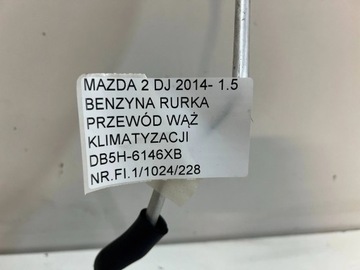 MAZDA 2 DJ 2014- 1.5
BENZYNA RURKA
PRZEWÓD WĄŻ
KLIMATYZACJI
DB5H-6146XB
NR.FI.1/1024/228